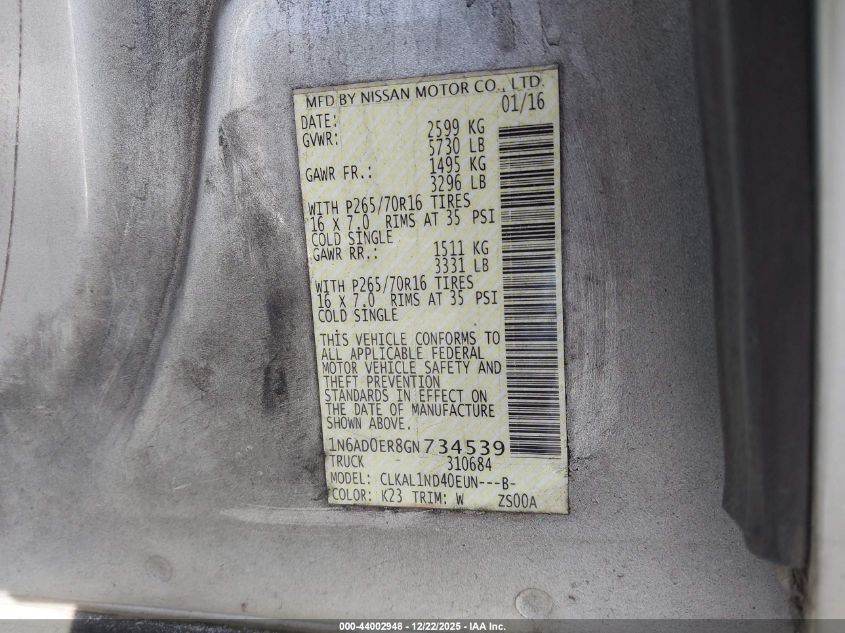 MFD BY NISSAN MOTOR CO., LTD.
DATE: 01/16
GVWR: 2599 KG
5730 LB
GAWR FR.: 1495 KG
3296 LB
WITH P265/70R16 TIRES
16 X 7.0 RIMS AT 35 PSI
COLD SINGLE
GAWR RR.: 1511 KG
3331 LB
WITH P265/70R16 TIRES
16 X 7.0 RIMS AT 35 PSI
COLD SINGLE
THIS VEHICLE CONFORMS TO
ALL APPLICABLE FEDERAL
MOTOR VEHICLE SAFETY AND
THEFT PREVENTION
STANDARDS IN EFFECT ON
THE DATE OF MANUFACTURE
SHOWN ABOVE.
1N6AD0ER8GN734539
TRUCK 310684
MODEL: CLKAL1ND40EUN---B-
COLOR: K23 TRIM: W ZS00A
000-44002948 - 12/22/2025 - IAA Inc.